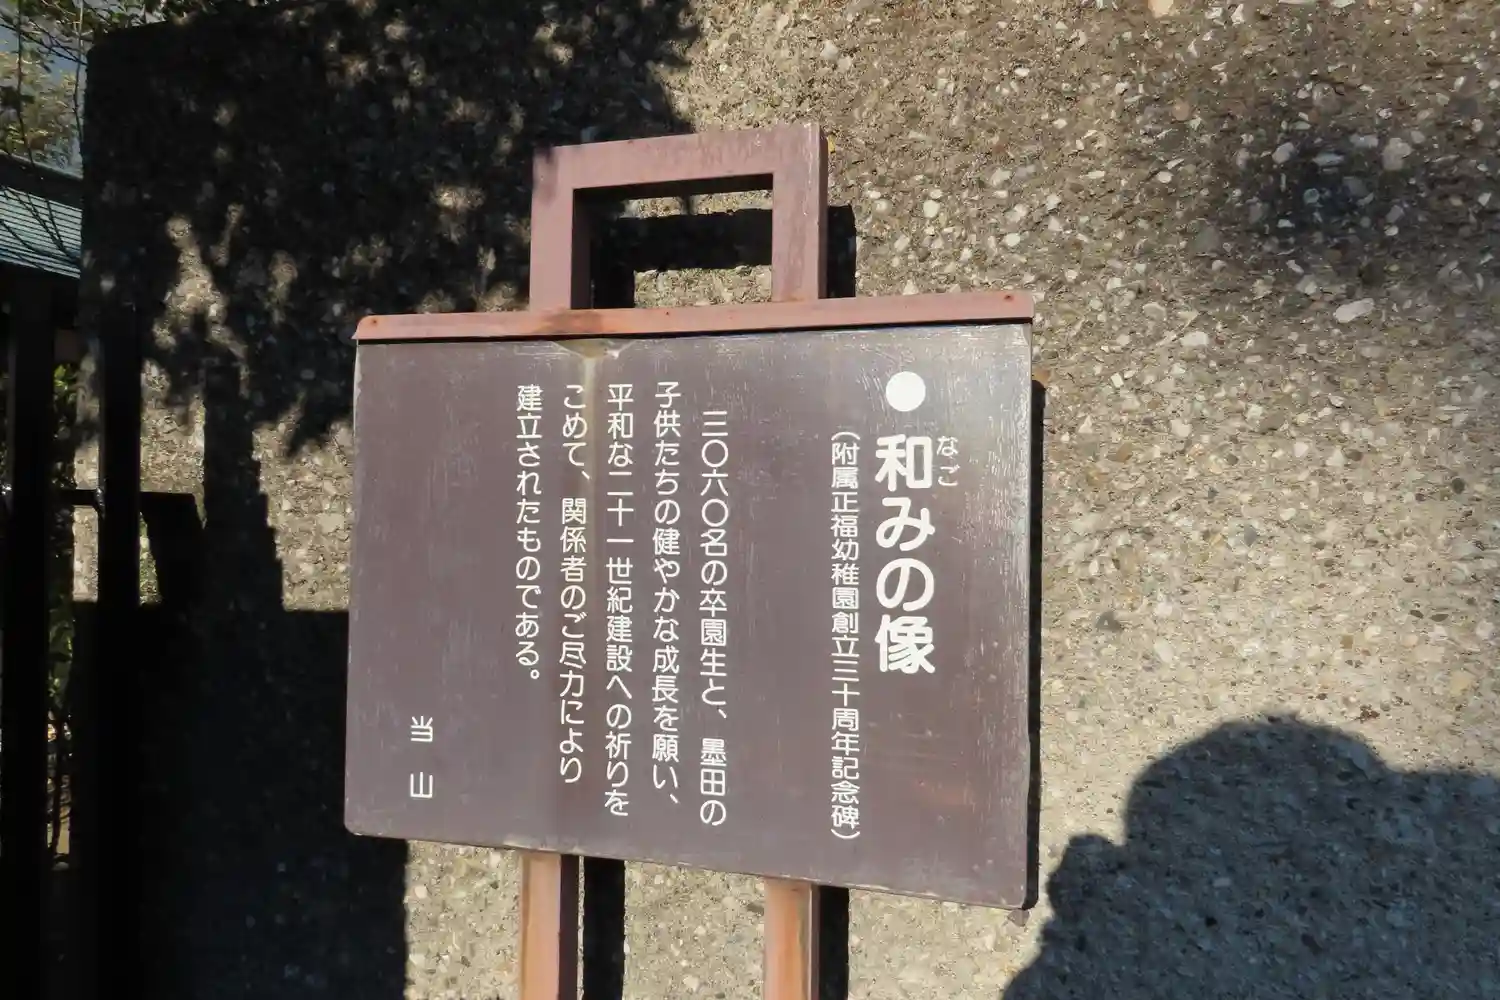 ●和みの像
なご
（附属正福幼稚園創立三十周年記念碑）
三〇六〇名の卒園生と、墨田の
子供たちの健やかな成長を願い、
平和な二十一世紀建設への祈りを
こめて、関係者のご尽力により
建立されたものである。
当山